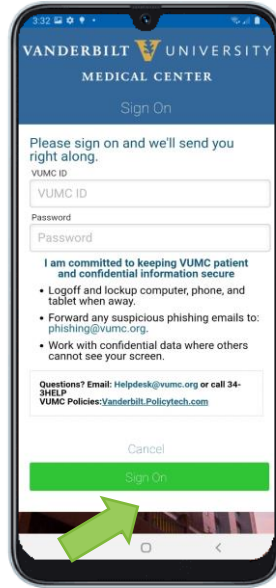 3:32
VANDERBILT V UNIVERSITY
MEDICAL CENTER
Sign On
Please sign on and we'll send you
right along.
VUMC ID
VUMC ID
Password
Password
I am committed to keeping VUMC patient
and confidential information secure
• Logoff and lockup computer, phone, and
tablet when away.
• Forward any suspicious phishing emails to:
phishing@vumc.org.
• Work with confidential data where others
cannot see your screen.
Questions? Email: Helpdesk@vumc.org or call 34-
3HELP
VUMC Policies:Vanderbilt.Policytech.com
Cancel
Sign On